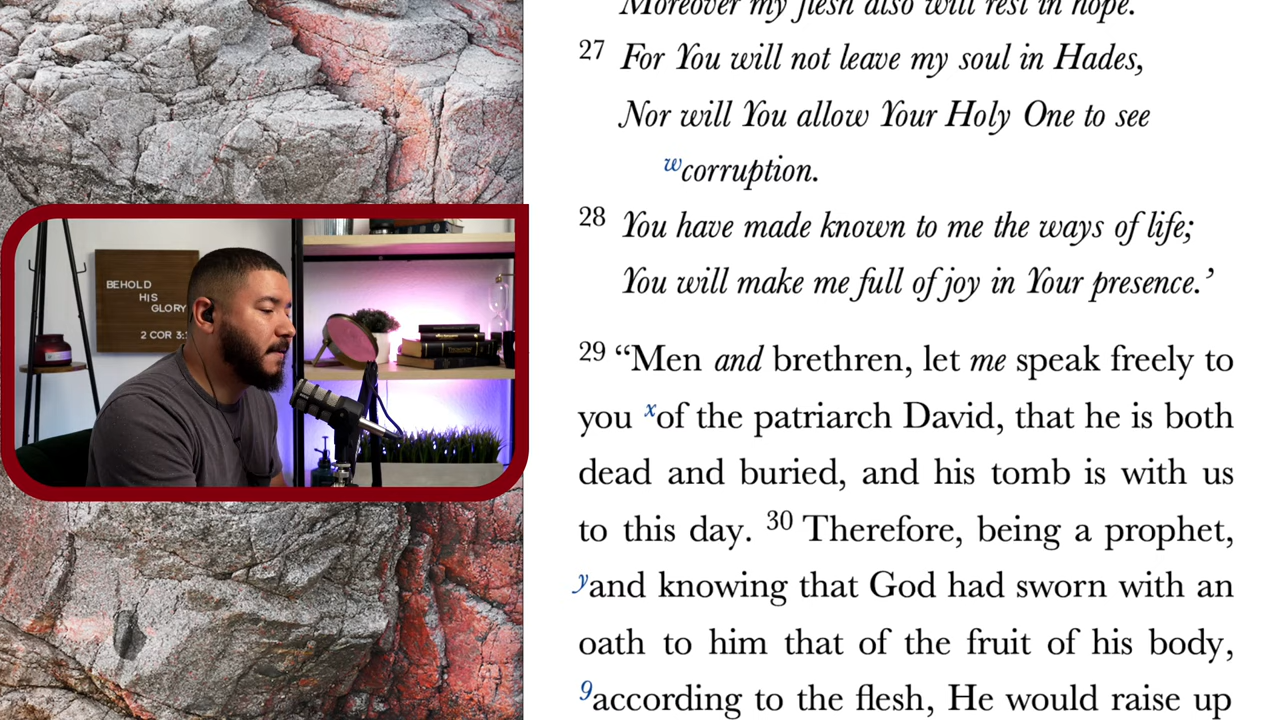 Moreover my flesh also will rest in hope.
27 For You will not leave my soul in Hades,
Nor will You allow Your Holy One to see
wcorruption.
28 You have made known to me the ways of life;
You will make me full of joy in Your presence.’
29 “Men and brethren, let me speak freely to
you xof the patriarch David, that he is both
dead and buried, and his tomb is with us
to this day. 30 Therefore, being a prophet,
yand knowing that God had sworn with an
oath to him that of the fruit of his body,
9according to the flesh, He would raise up
BEHOLD
HIS
GLORY
2 COR 3: